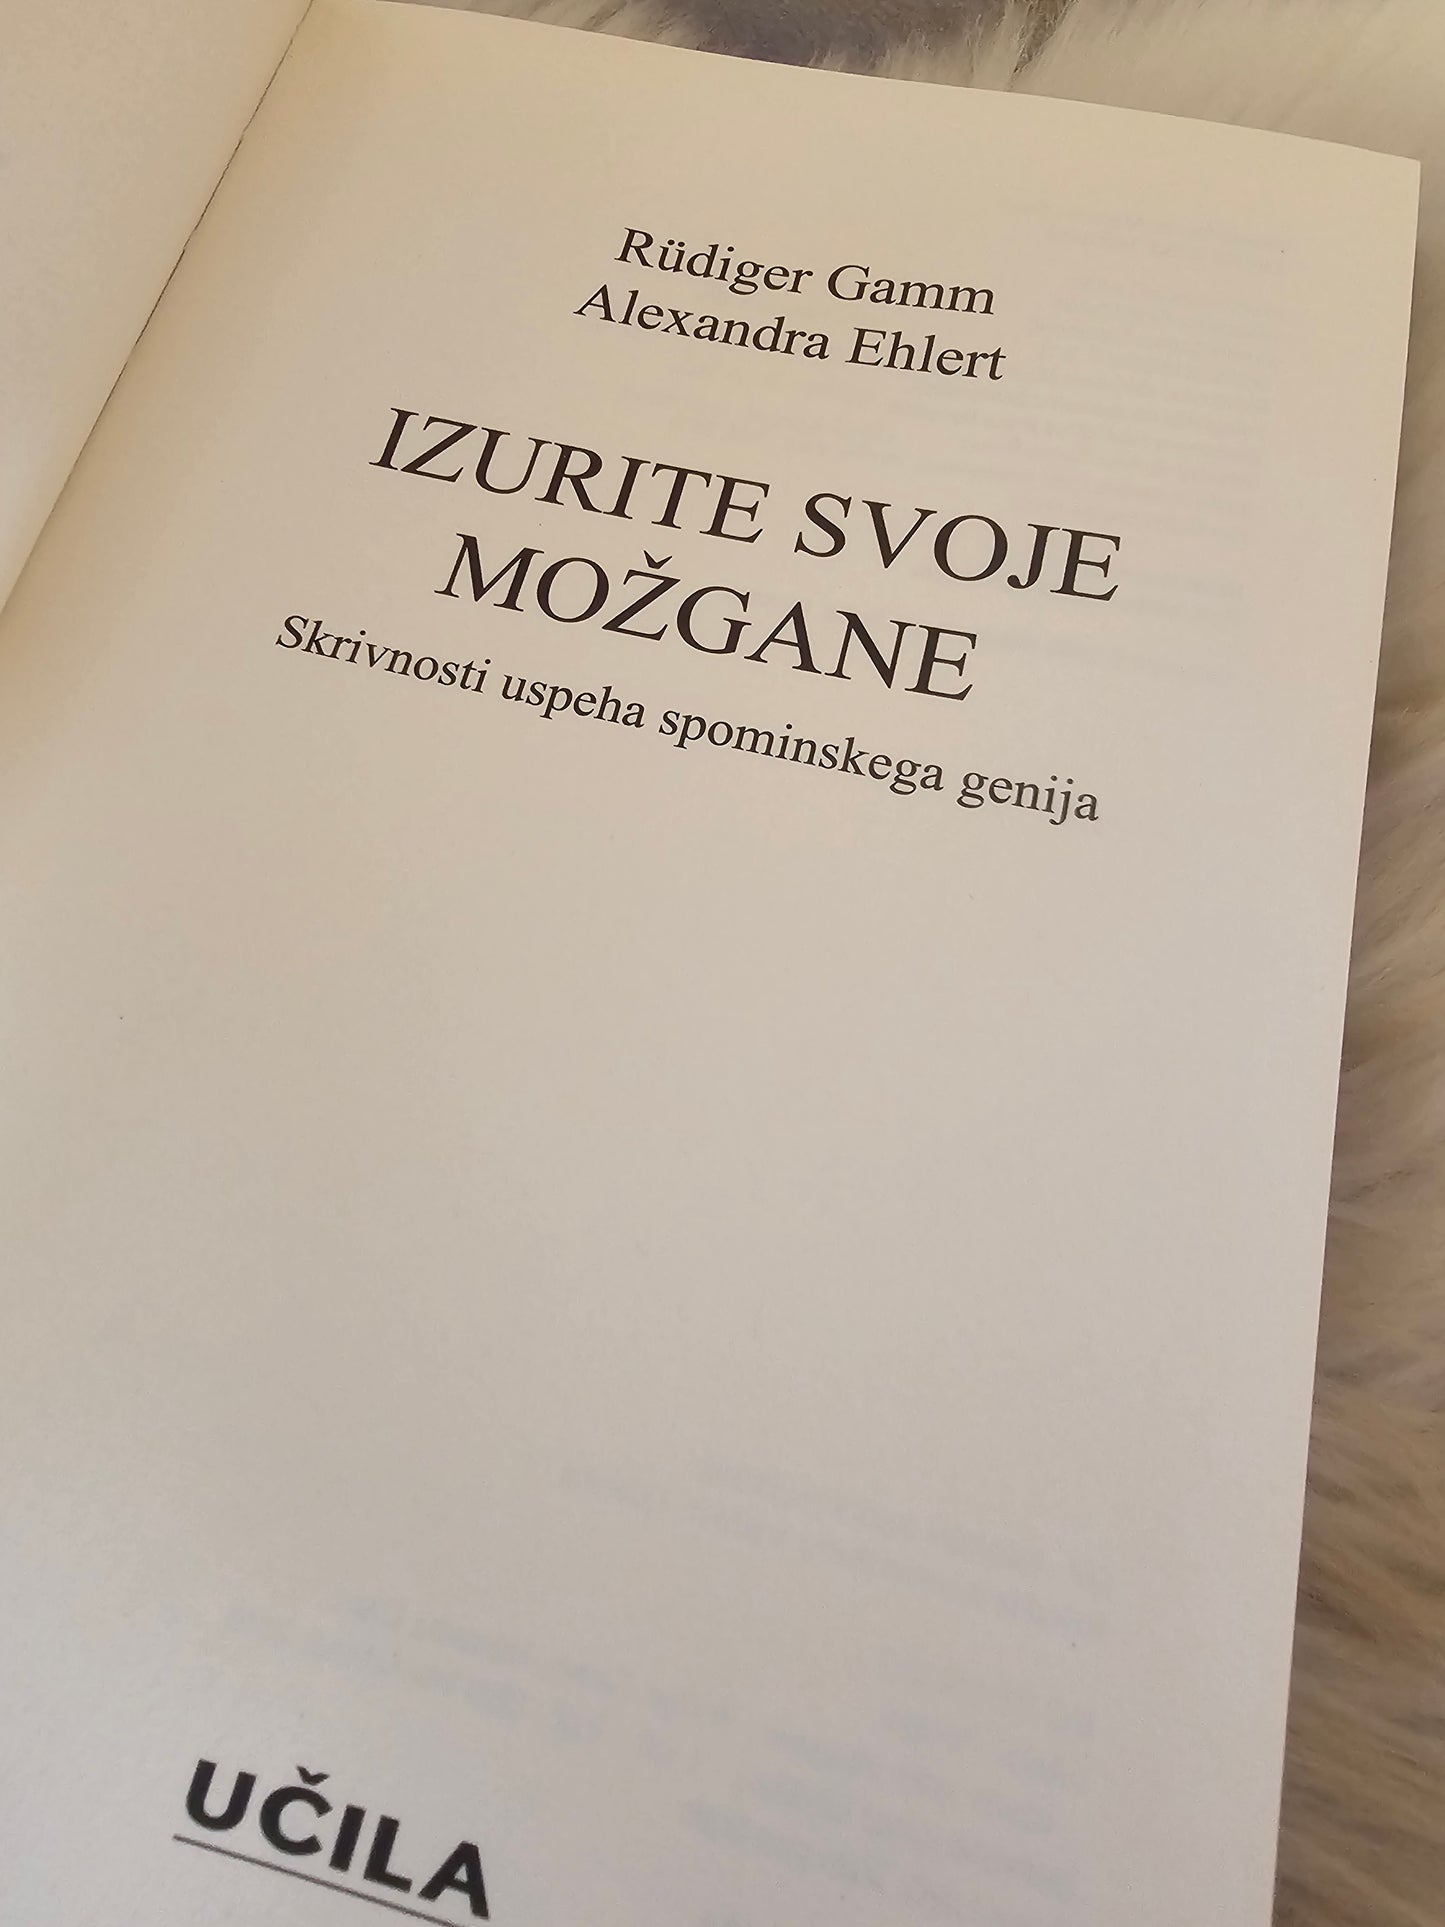 Rüdiger Gamm
Alexandra Ehlert
IZURITE SVOJE
MOŽGANE
Skrivnosti uspeha spominskega genija
UČILA